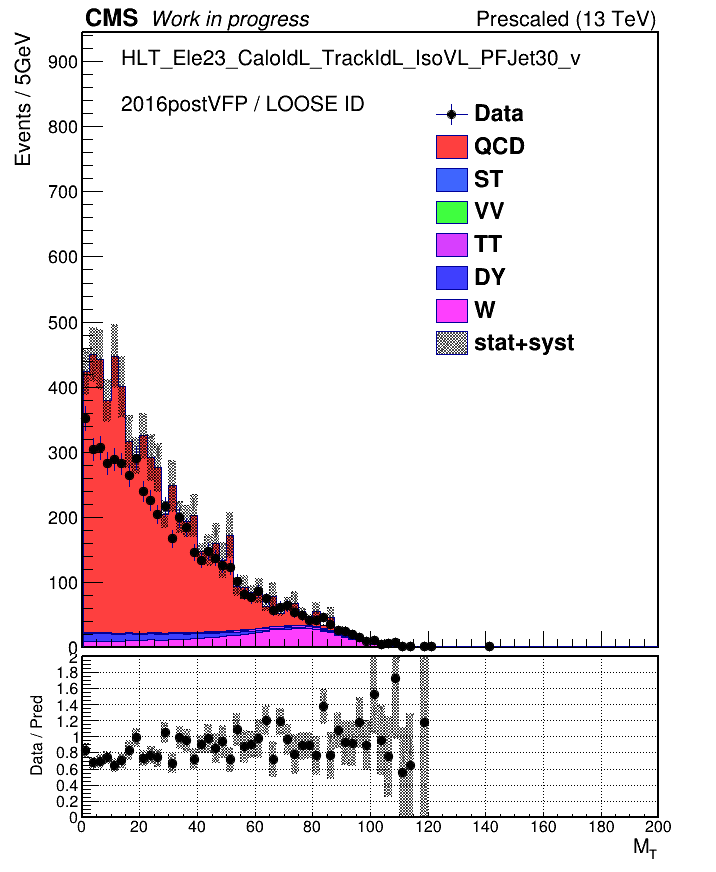 CMS Work in progress Prescaled (13 TeV)
Events / 5GeV
HLT_Ele23_CaloIdL_TrackIdL_IsoVL_PFJet30_v
2016postVFP / LOOSE ID
Data
QCD
ST
VV
TT
DY
W
stat+syst
900
800
700
600
500
400
300
200
100
0
Data / Pred
2
1.8
1.6
1.4
1.2
1
0.8
0.6
0.4
0.2
0
0 20 40 60 80 100 120 140 160 180 200
M_T